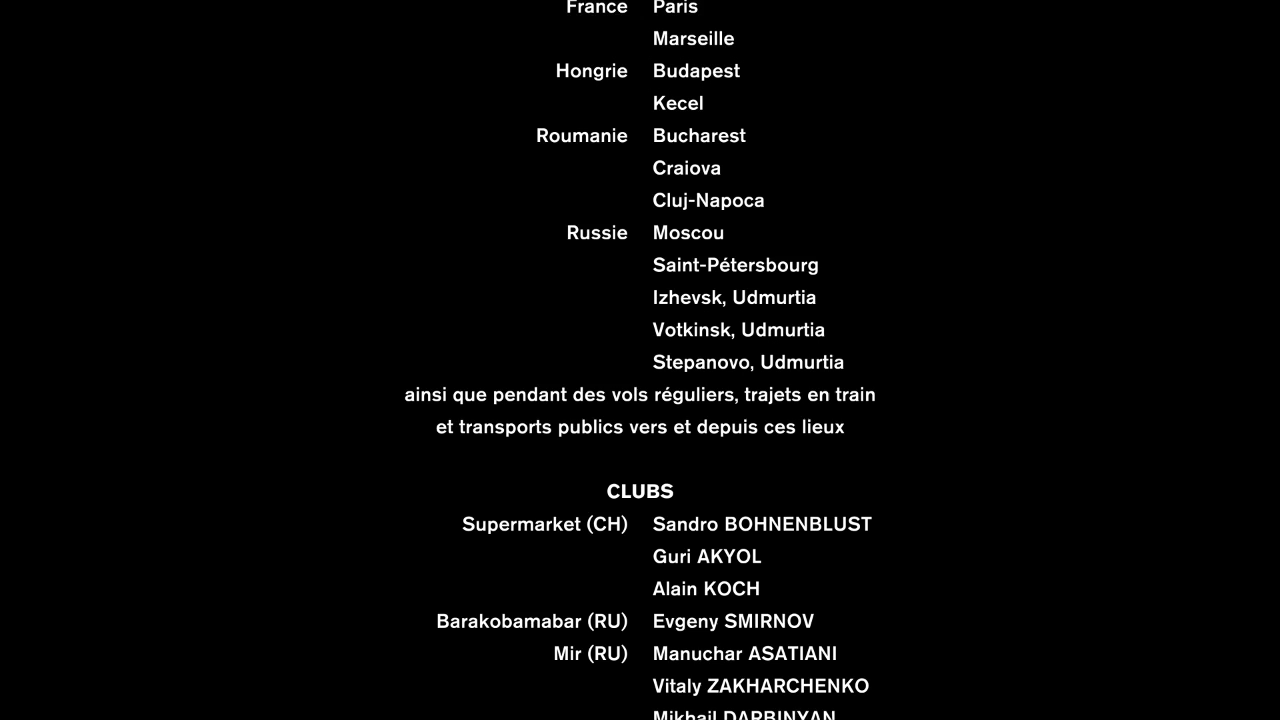 France Paris
Marseille
Hongrie Budapest
Kecel
Roumanie Bucharest
Craiova
Cluj-Napoca
Russie Moscou
Saint-Pétersbourg
Izhevsk, Udmurtia
Votkinsk, Udmurtia
Stepanovo, Udmurtia
ainsi que pendant des vols réguliers, trajets en train
et transports publics vers et depuis ces lieux
CLUBS
Supermarket (CH) Sandro BOHNENBLUST
Guri AKYOL
Alain KOCH
Barakobamabar (RU) Evgeny SMIRNOV
Mir (RU) Manuchar ASATIANI
Vitaly ZAKHARCHENKO
Mikhail DARBINYAN